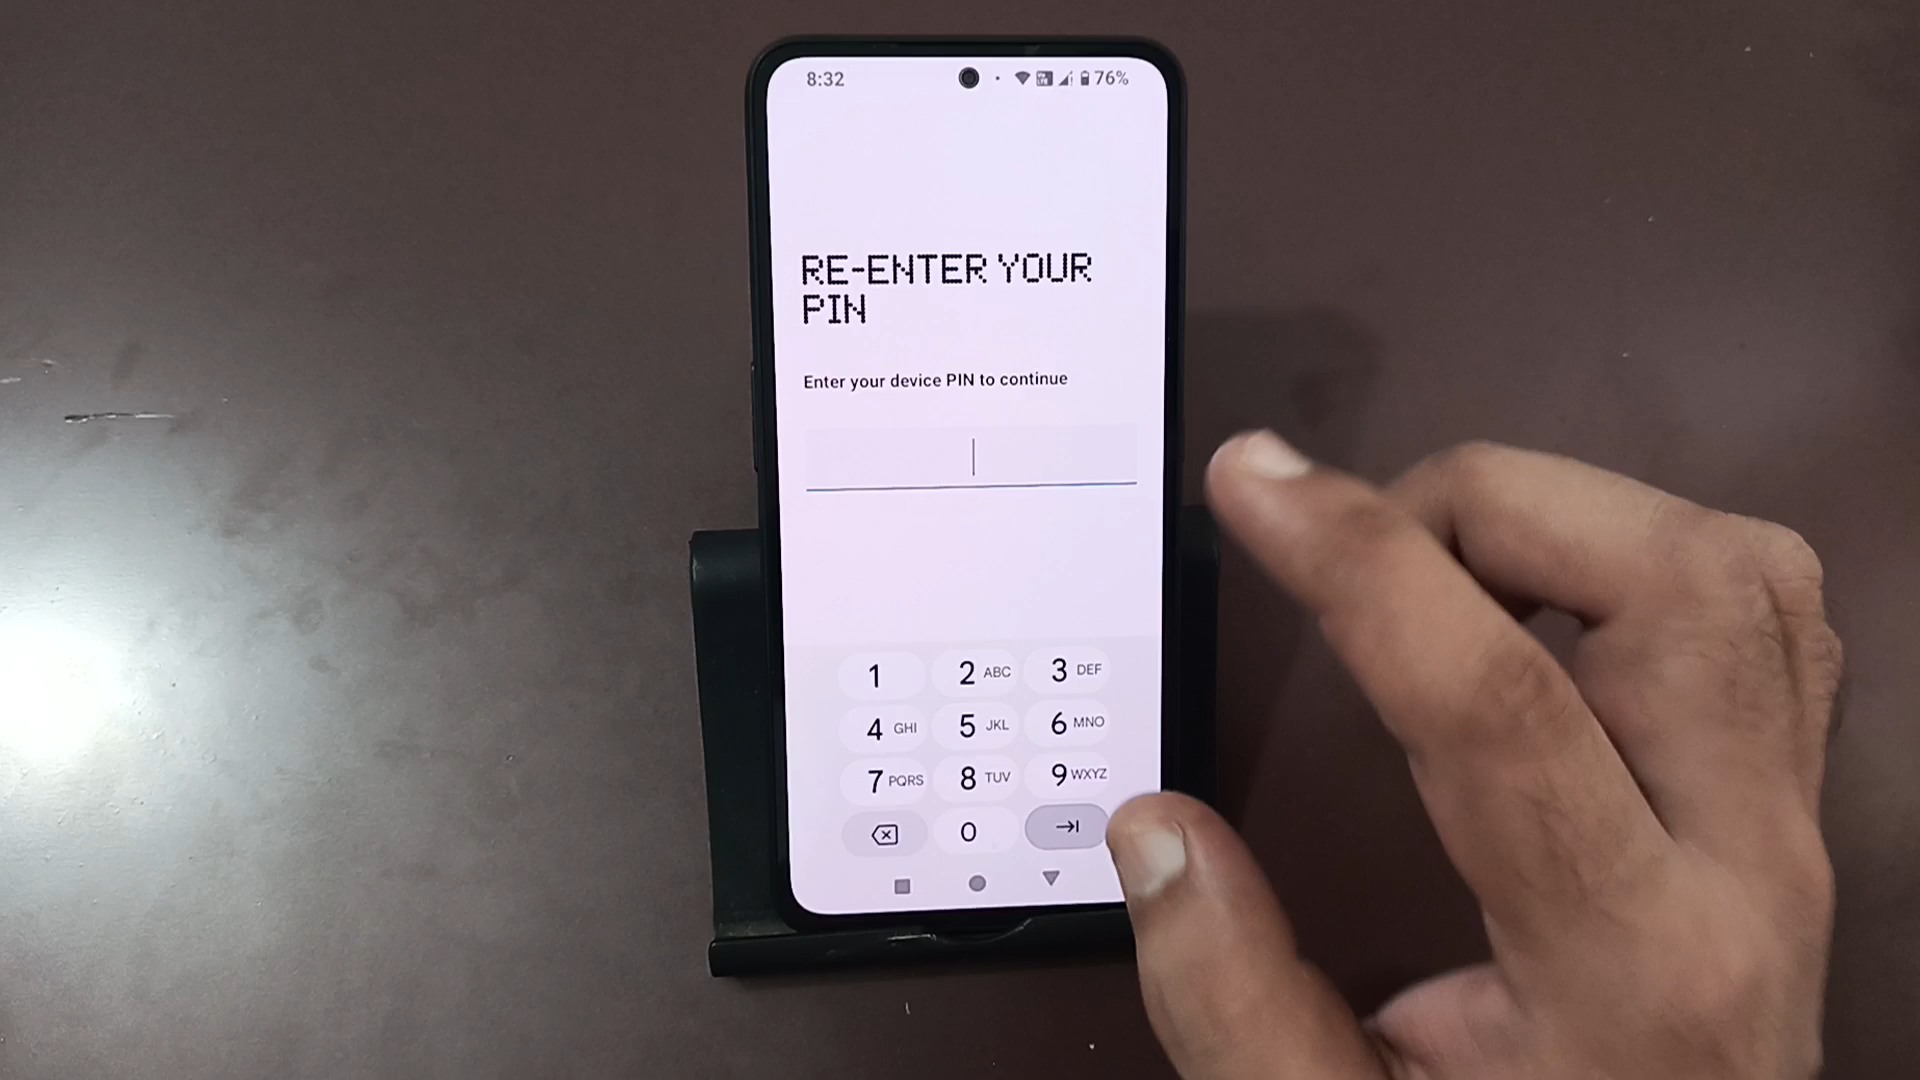 8:32 76%
RE-ENTER YOUR
PIN
Enter your device PIN to continue
1 2 ABC 3 DEF
4 GHI 5 JKL 6 MNO
7 PQRS 8 TUV 9 WXYZ
0